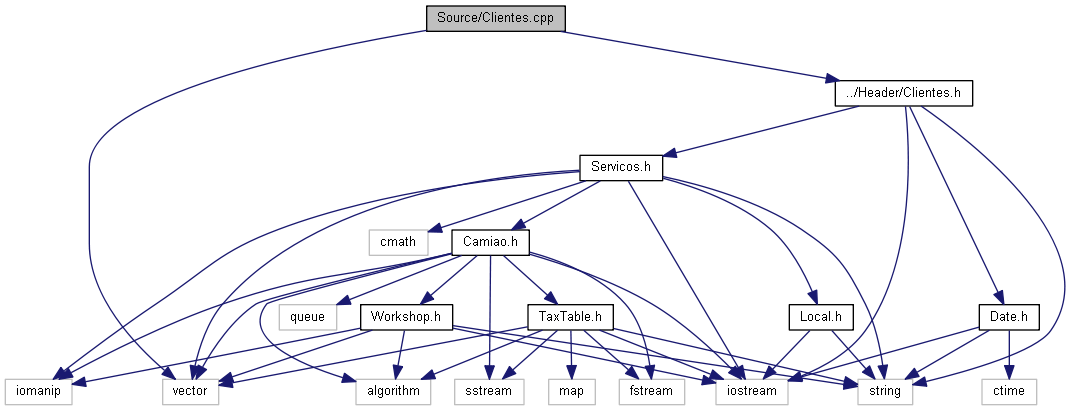 Source/Clientes.cpp
../Header/Clientes.h
Servicos.h
cmath
Camiao.h
queue
Workshop.h
TaxTable.h
Local.h
Date.h
iomanip
vector
algorithm
sstream
map
fstream
iostream
string
ctime